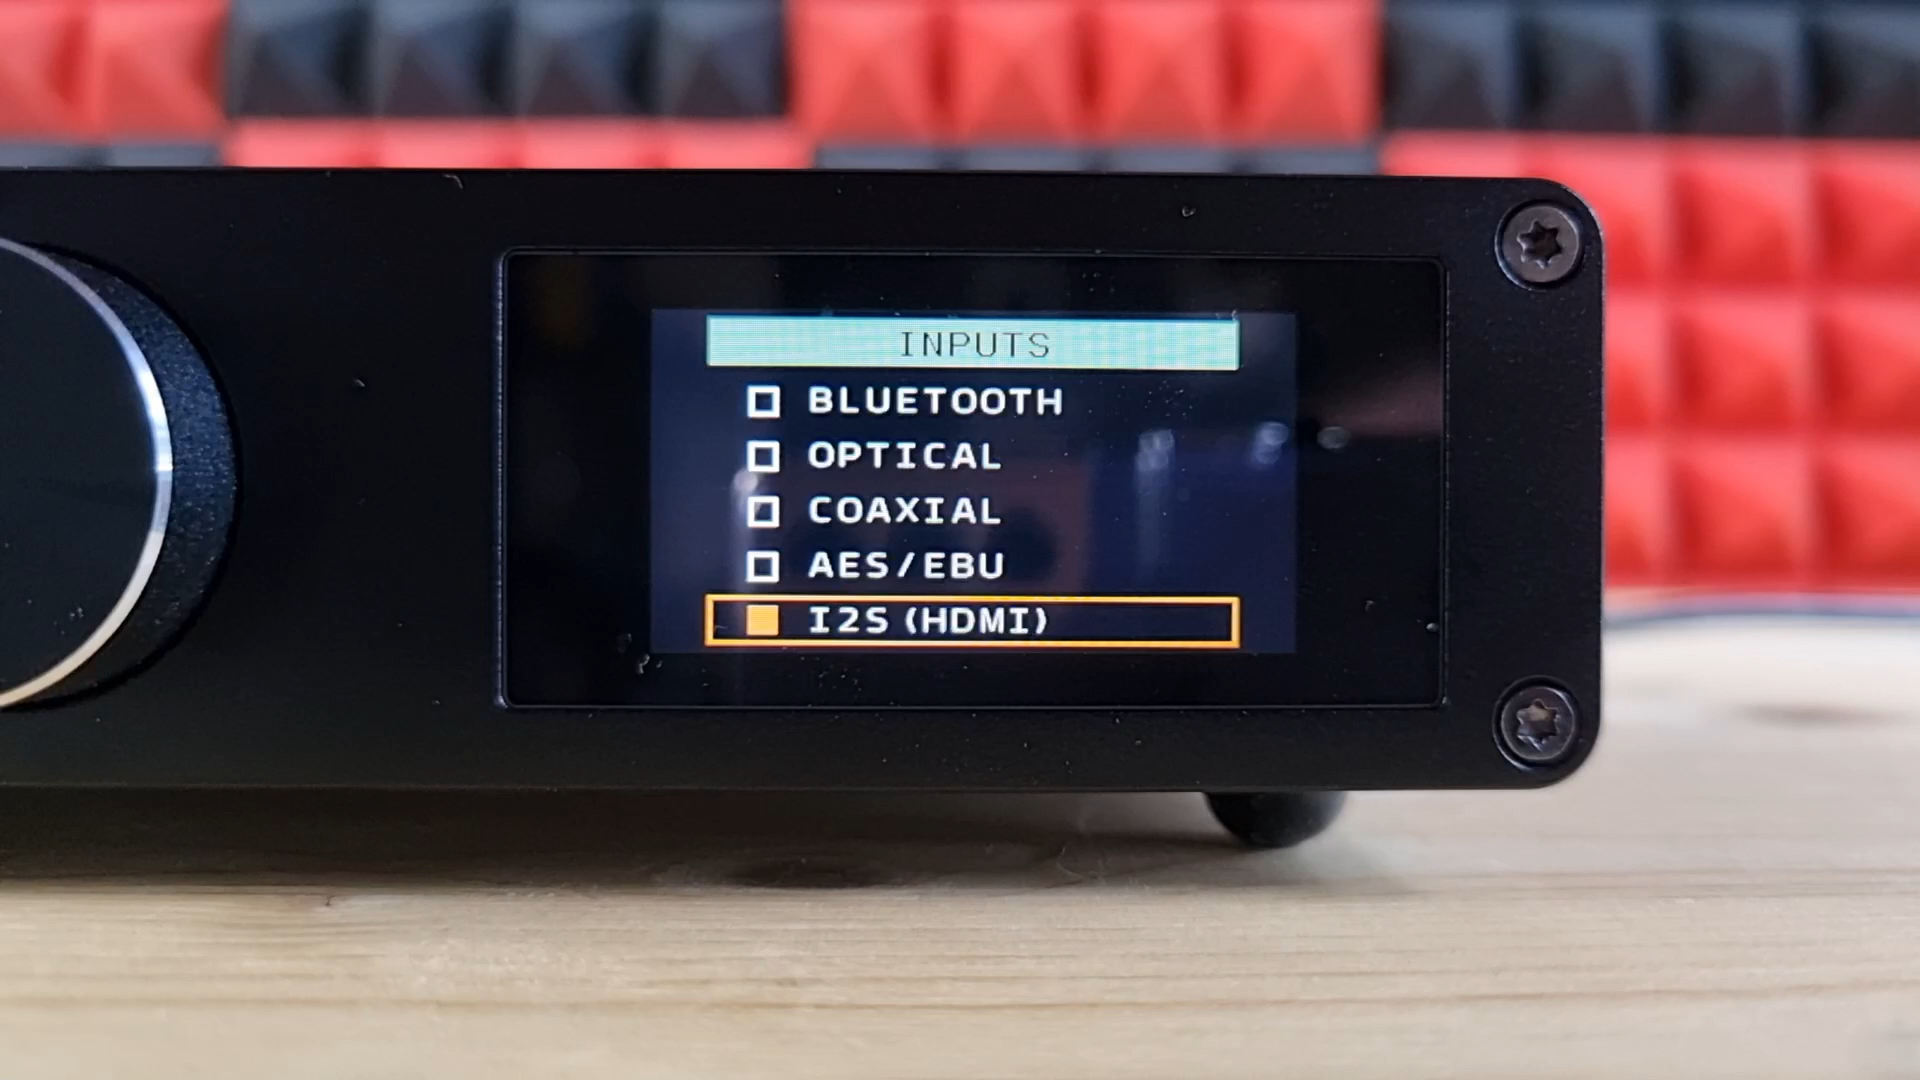 INPUTS
BLUETOOTH
OPTICAL
COAXIAL
AES/EBU
I2S (HDMI)